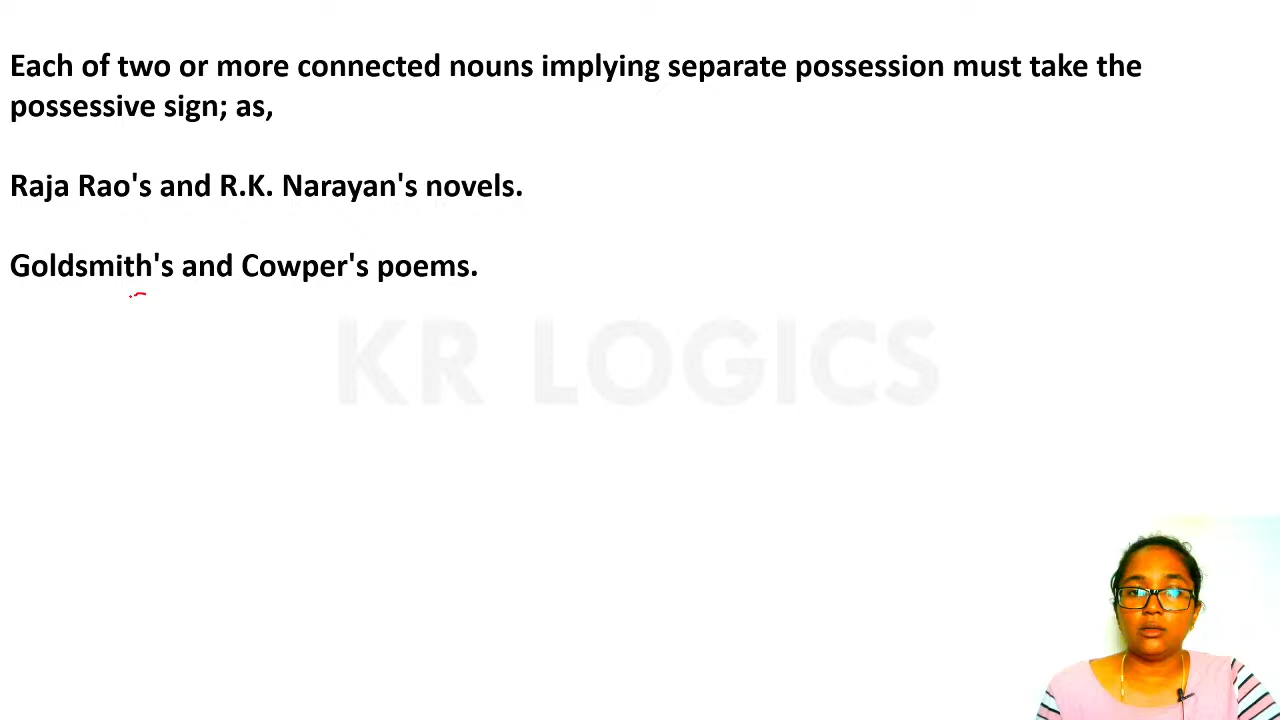 Each of two or more connected nouns implying separate possession must take the
possessive sign; as,
Raja Rao's and R.K. Narayan's novels.
Goldsmith's and Cowper's poems.
KR LOGICS